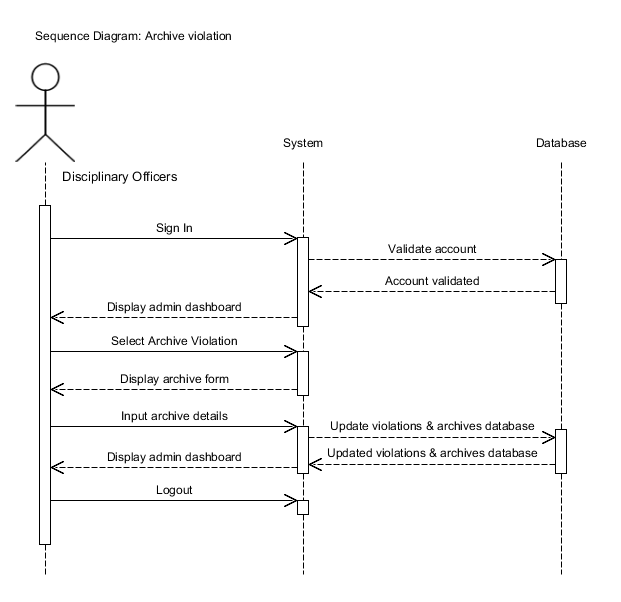 Sequence Diagram: Archive violation
System
Database
Disciplinary Officers
Sign In
Validate account
Account validated
Display admin dashboard
Select Archive Violation
Display archive form
Input archive details
Update violations & archives database
Updated violations & archives database
Display admin dashboard
Logout